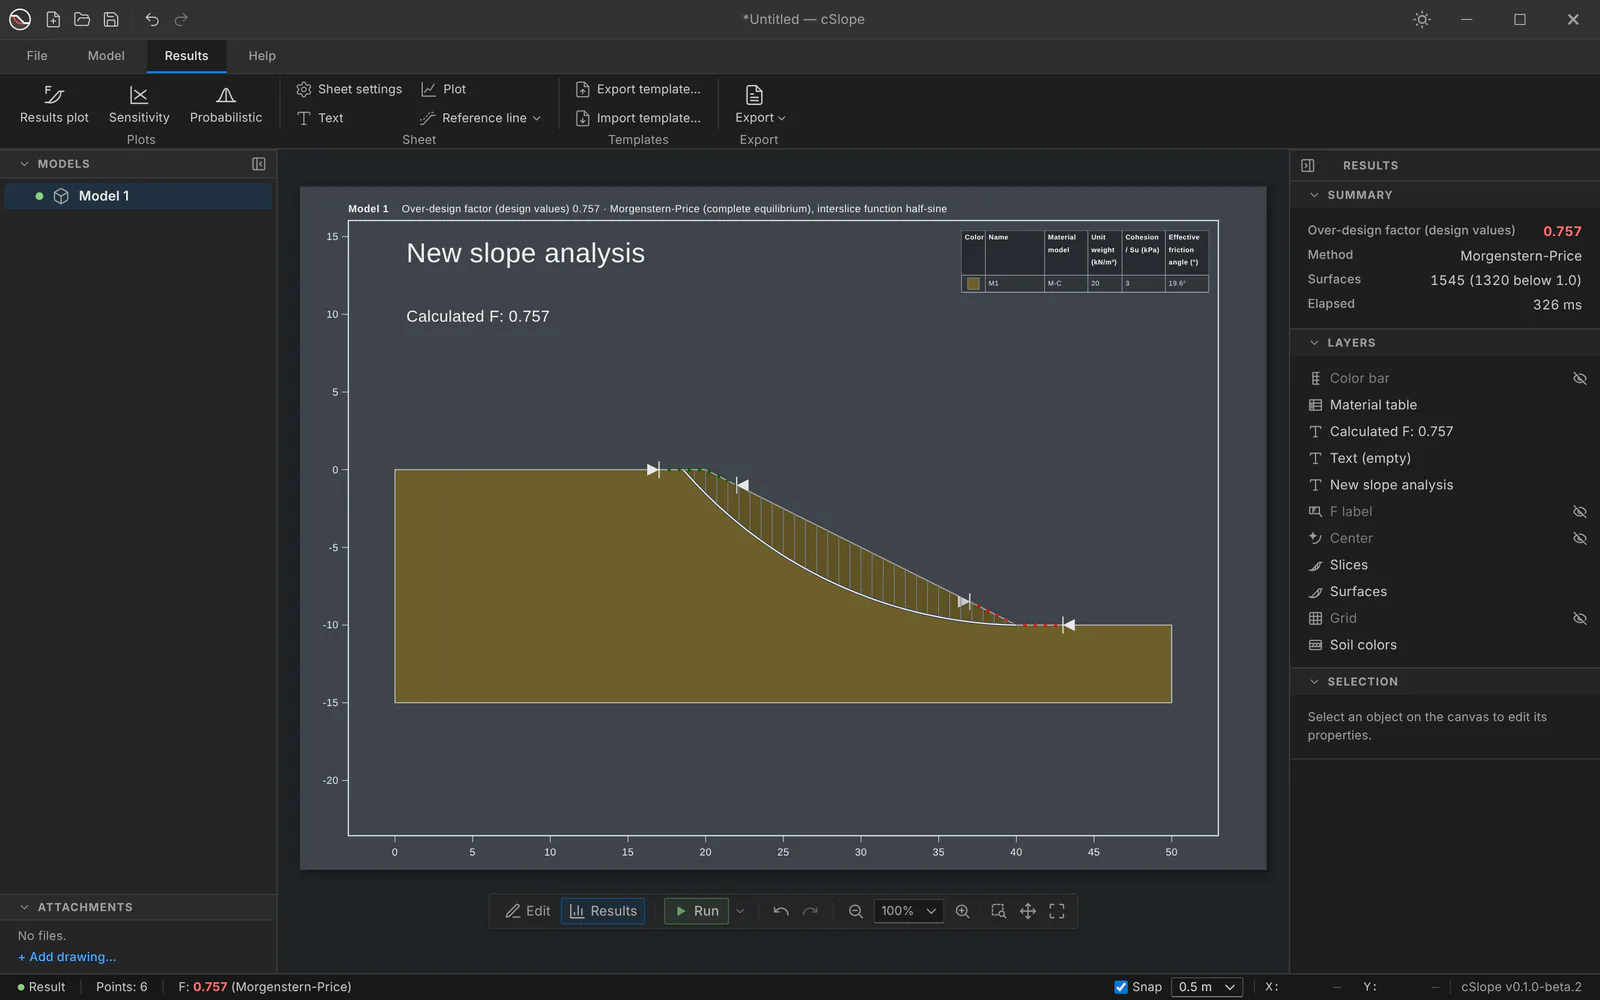 *Untitled — cSlope
File Model Results Help
Results plot Sensitivity Probabilistic
Plots
Sheet settings Plot
Text Reference line
Sheet
Export template...
Import template...
Templates
Export
Export
MODELS
Model 1
Model 1 Over-design factor (design values) 0.757 · Morgenstern-Price (complete equilibrium), interslice function half-sine
New slope analysis
Calculated F: 0.757
Color Name Material model Unit weight (kN/m³) Cohesion / Su (kPa) Effective friction angle (°)
M1 M-C 20 3 19.6°
15
10
5
0
-5
-10
-15
-20
0 5 10 15 20 25 30 35 40 45 50
Edit Results Run 100%
RESULTS
SUMMARY
Over-design factor (design values) 0.757
Method Morgenstern-Price
Surfaces 1545 (1320 below 1.0)
Elapsed 326 ms
LAYERS
Color bar
Material table
Calculated F: 0.757
Text (empty)
New slope analysis
F label
Center
Slices
Surfaces
Grid
Soil colors
SELECTION
Select an object on the canvas to edit its
properties.
ATTACHMENTS
No files.
+ Add drawing...
Result Points: 6 F: 0.757 (Morgenstern-Price) Snap 0.5 m X: – Y: – cSlope v0.1.0-beta.2